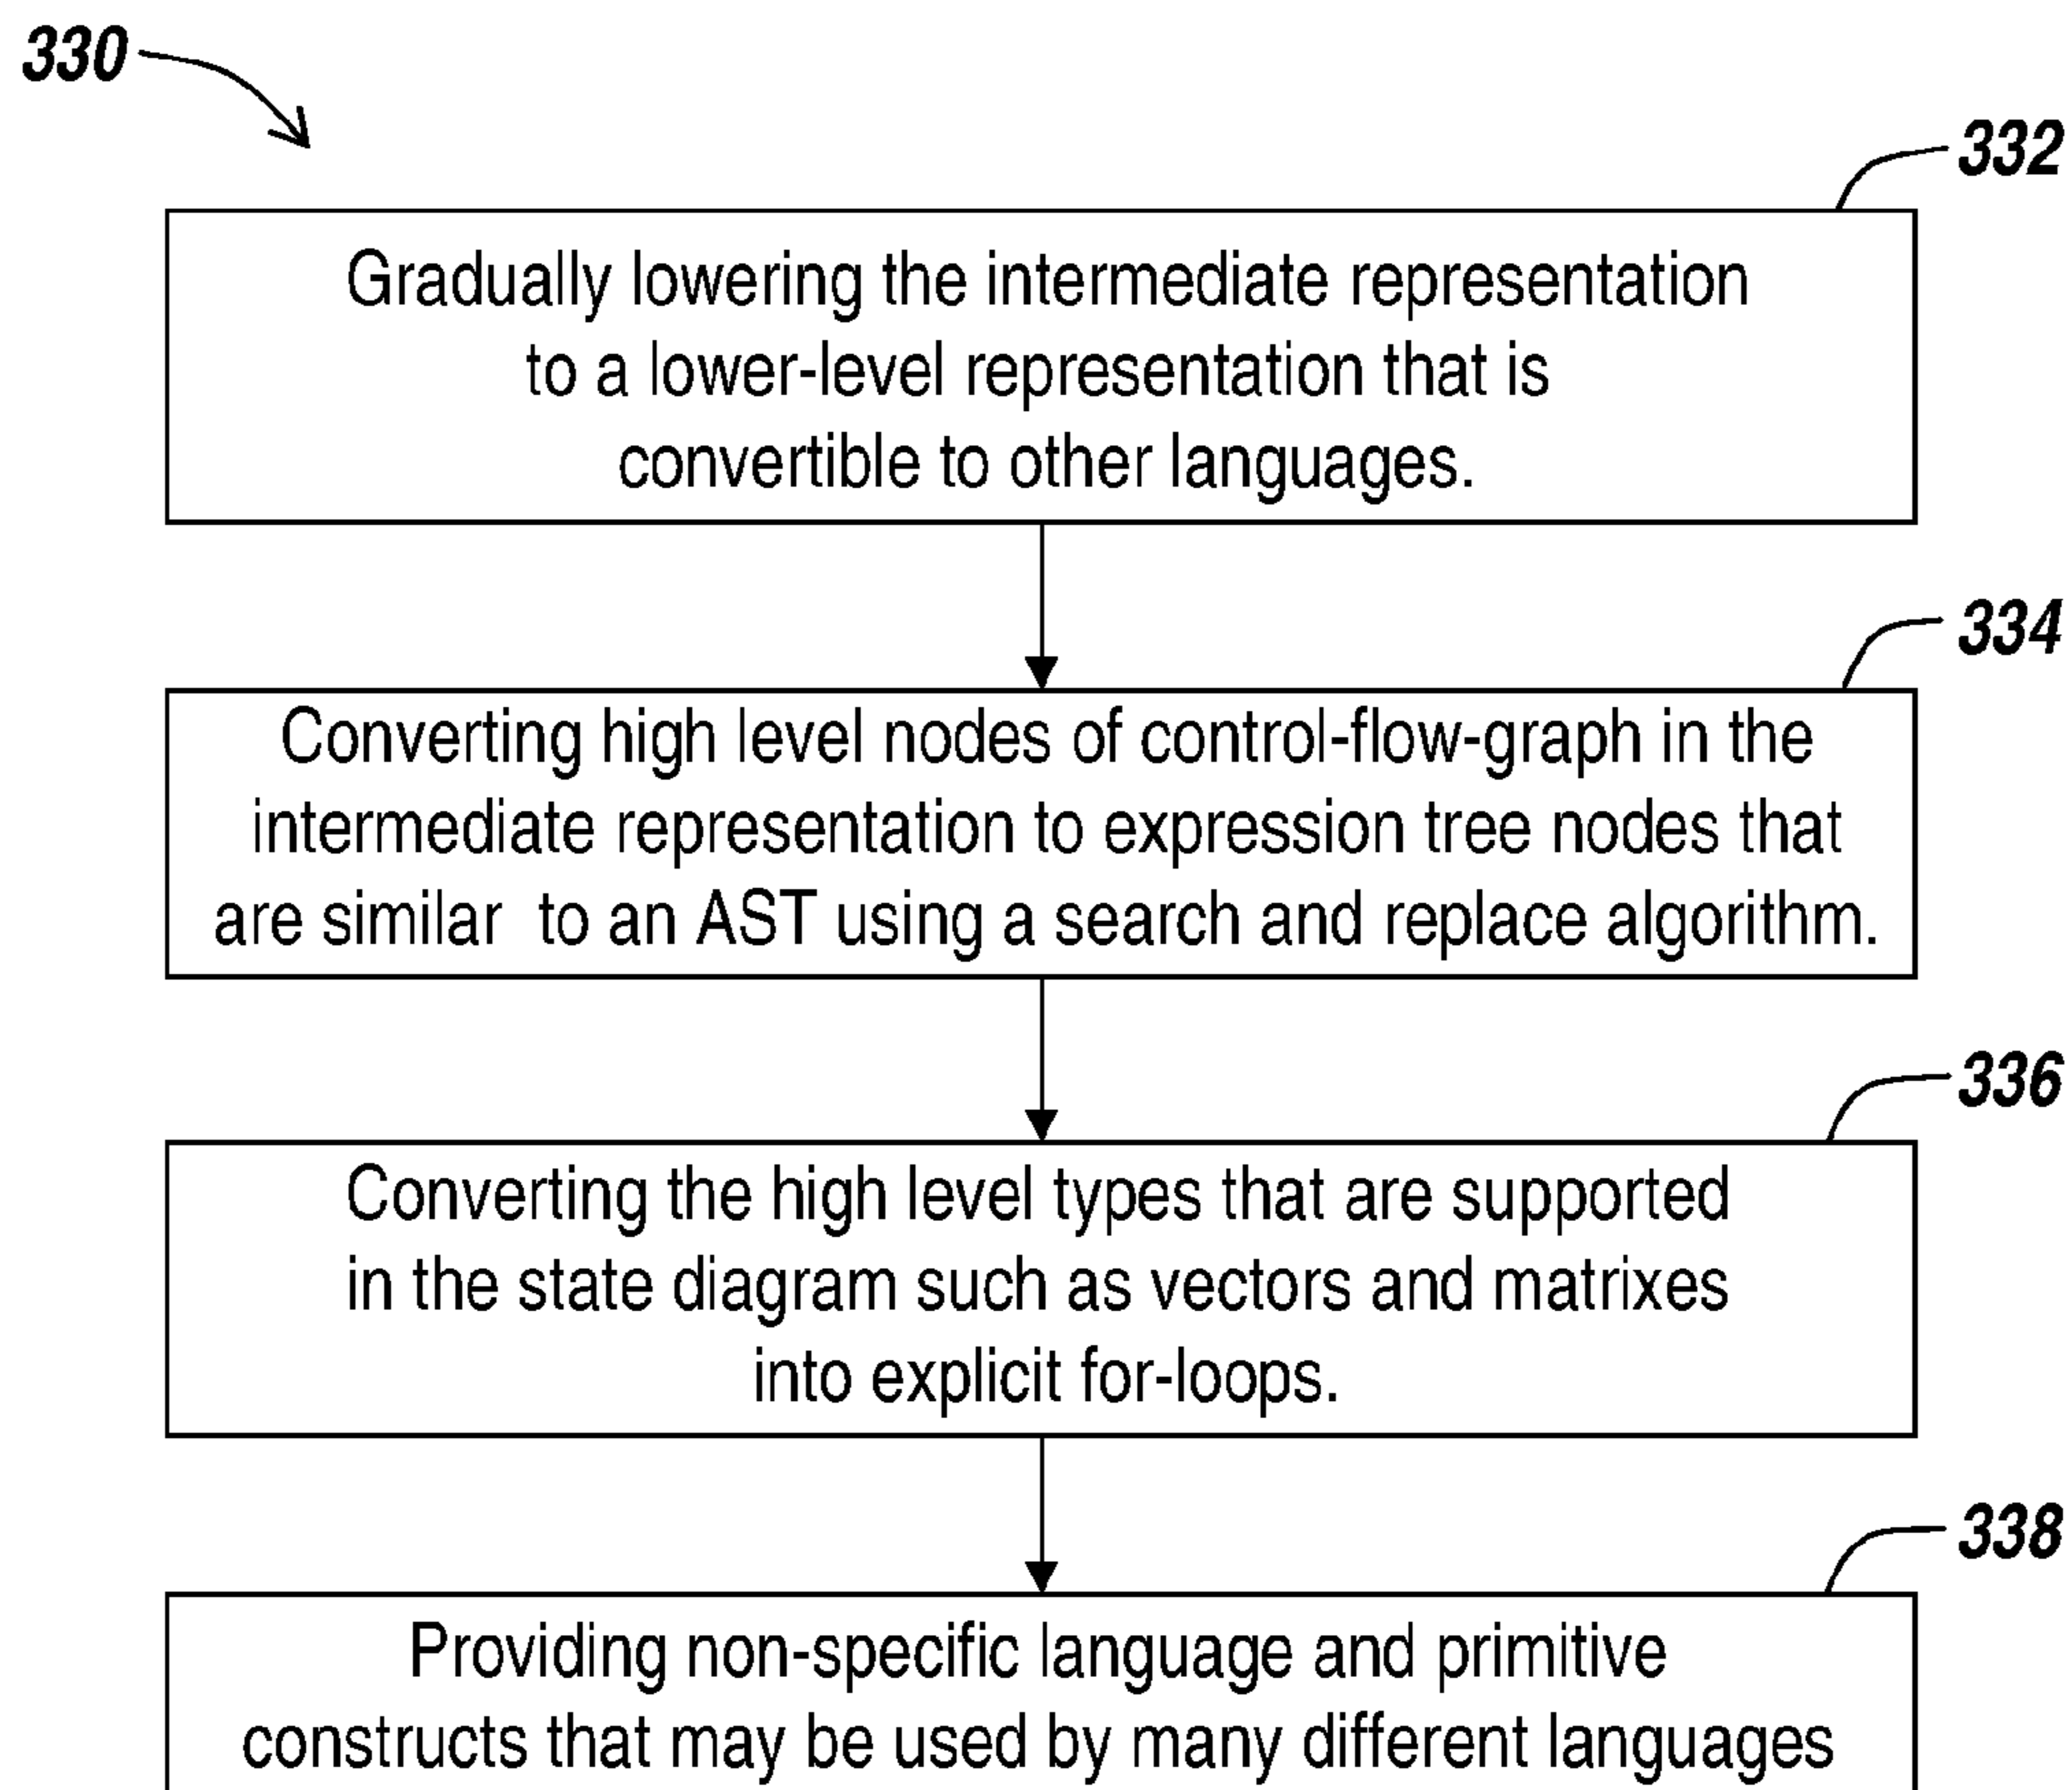 330
332
Gradually lowering the intermediate representation
to a lower-level representation that is
convertible to other languages.
334
Converting high level nodes of control-flow-graph in the
intermediate representation to expression tree nodes that
are similar to an AST using a search and replace algorithm.
336
Converting the high level types that are supported
in the state diagram such as vectors and matrixes
into explicit for-loops.
338
Providing non-specific language and primitive
constructs that may be used by many different languages